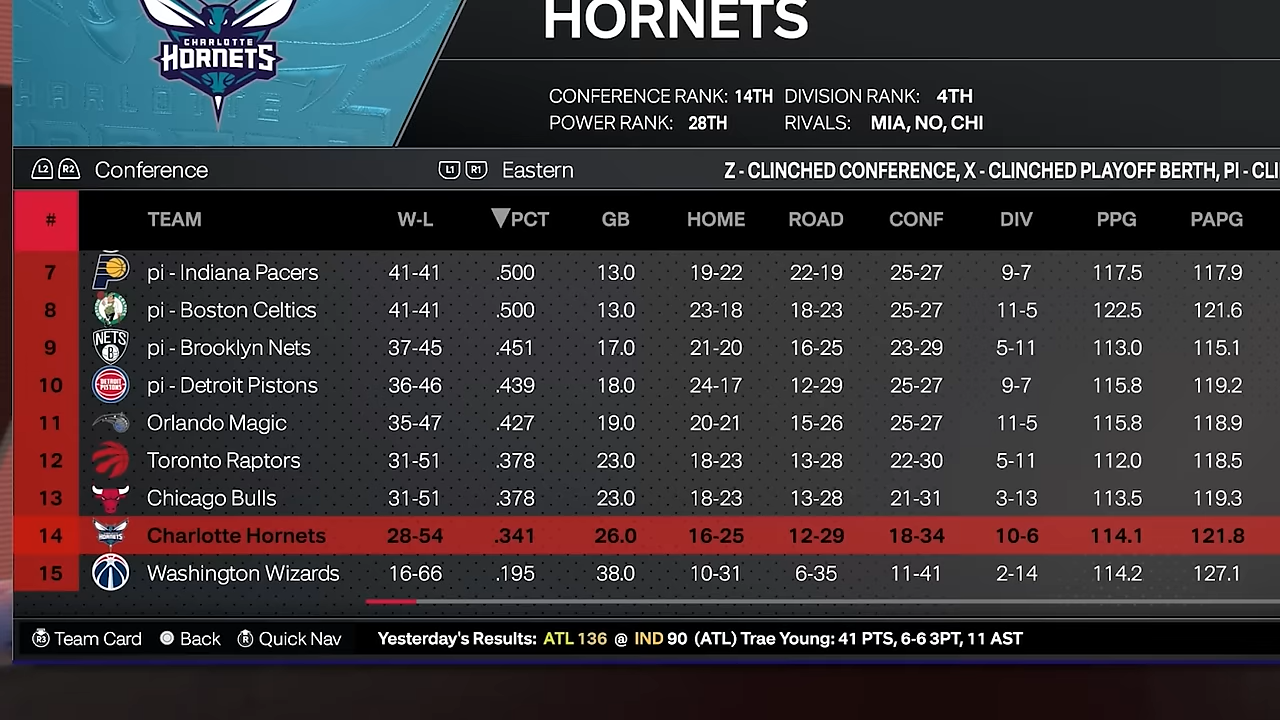 HORNETS
CHARLOTTE
HORNETS
CONFERENCE RANK: 14TH DIVISION RANK: 4TH
POWER RANK: 28TH RIVALS: MIA, NO, CHI
L2 R2 Conference L1 R1 Eastern Z - CLINCHED CONFERENCE, X - CLINCHED PLAYOFF BERTH, PI - CLI
# TEAM W-L ▼PCT GB HOME ROAD CONF DIV PPG PAPG
7 pi - Indiana Pacers 41-41 .500 13.0 19-22 22-19 25-27 9-7 117.5 117.9
8 pi - Boston Celtics 41-41 .500 13.0 23-18 18-23 25-27 11-5 122.5 121.6
9 NETS B pi - Brooklyn Nets 37-45 .451 17.0 21-20 16-25 23-29 5-11 113.0 115.1
10 DETROIT PISTONS pi - Detroit Pistons 36-46 .439 18.0 24-17 12-29 25-27 9-7 115.8 119.2
11 Orlando Magic 35-47 .427 19.0 20-21 15-26 25-27 11-5 115.8 118.9
12 Toronto Raptors 31-51 .378 23.0 18-23 13-28 22-30 5-11 112.0 118.5
13 Chicago Bulls 31-51 .378 23.0 18-23 13-28 21-31 3-13 113.5 119.3
14 HORNETS Charlotte Hornets 28-54 .341 26.0 16-25 12-29 18-34 10-6 114.1 121.8
15 Washington Wizards 16-66 .195 38.0 10-31 6-35 11-41 2-14 114.2 127.1
R3 Team Card Back R Quick Nav Yesterday's Results: ATL 136 @ IND 90 (ATL) Trae Young: 41 PTS, 6-6 3PT, 11 AST